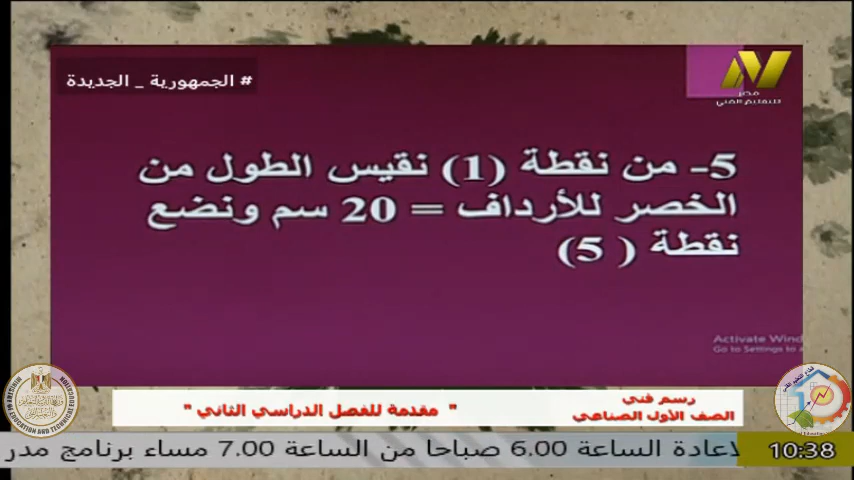 # الجمهورية _ الجديدة
مصر
للتعليم الفني
5- من نقطة (1) نقيس الطول من
الخصر للأرداف = 20 سم ونضع
نقطة ( 5)
Activate Wind
Go to Settings to a
رسم فني
الصف الأول الصناعي
" مقدمة للفصل الدراسي الثاني "
لاعادة الساعة 6.00 صباحا من الساعة 7.00 مساء برنامج مدر
10:38